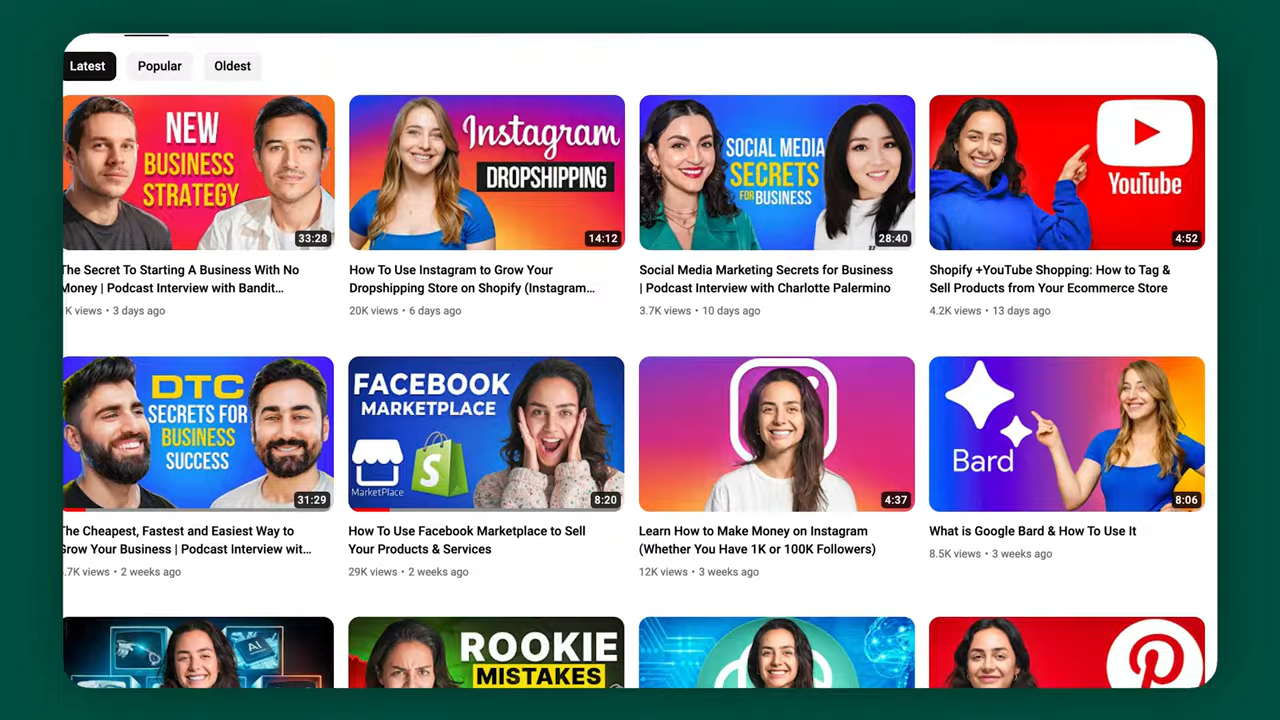 Latest
Popular
Oldest
NEW
BUSINESS
STRATEGY
33:28
Instagram
DROPSHIPPING
14:12
SOCIAL MEDIA
SECRETS
FOR BUSINESS
28:40
YouTube
4:52
The Secret To Starting A Business With No
Money | Podcast Interview with Bandit…
K views • 3 days ago
How To Use Instagram to Grow Your
Dropshipping Store on Shopify (Instagram…
20K views • 6 days ago
Social Media Marketing Secrets for Business
| Podcast Interview with Charlotte Palermino
3.7K views • 10 days ago
Shopify +YouTube Shopping: How to Tag &
Sell Products from Your Ecommerce Store
4.2K views • 13 days ago
DTC
SECRETS FOR
BUSINESS
SUCCESS
31:29
FACEBOOK
MARKETPLACE
MarketPlace
S
8:20
4:37
Bard
8:06
The Cheapest, Fastest and Easiest Way to
Grow Your Business | Podcast Interview wit…
.7K views • 2 weeks ago
How To Use Facebook Marketplace to Sell
Your Products & Services
29K views • 2 weeks ago
Learn How to Make Money on Instagram
(Whether You Have 1K or 100K Followers)
12K views • 3 weeks ago
What is Google Bard & How To Use It
8.5K views • 3 weeks ago
AI
ROOKIE
MISTAKES